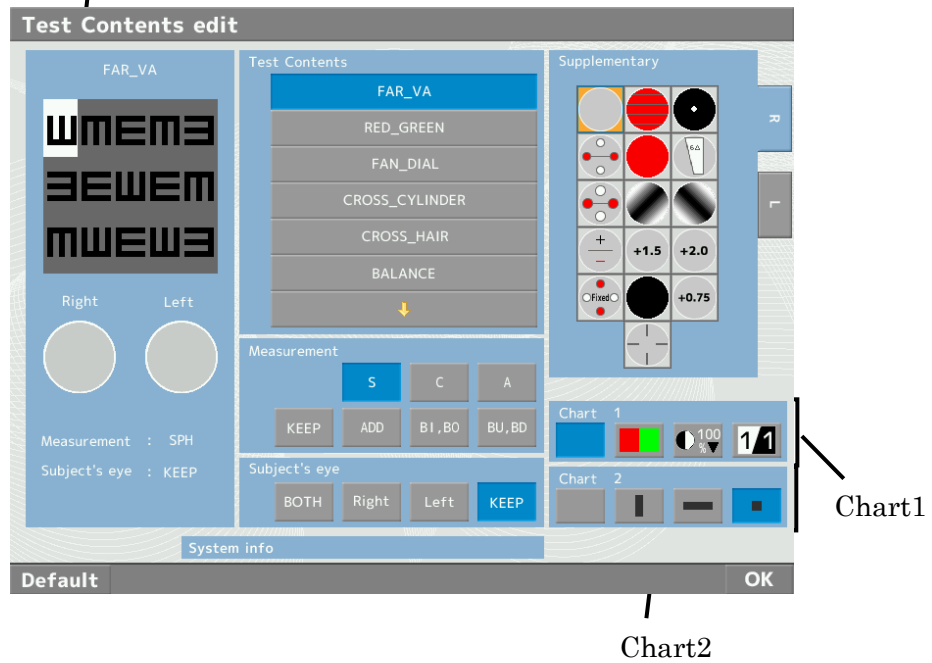 Test Contents edit
FAR_VA
Right Left
Measurement : SPH
Subject's eye : KEEP
Test Contents
FAR_VA
RED_GREEN
FAN_DIAL
CROSS_CYLINDER
CROSS_HAIR
BALANCE
Measurement
S C A
KEEP ADD BI,BO BU,BD
Subject's eye
BOTH Right Left KEEP
Supplementary
6Δ
+
−
+1.5 +2.0
Fixed
+0.75
R
L
Chart 1
100
%
1/1
Chart 2
System info
Default
OK
Chart1
Chart2